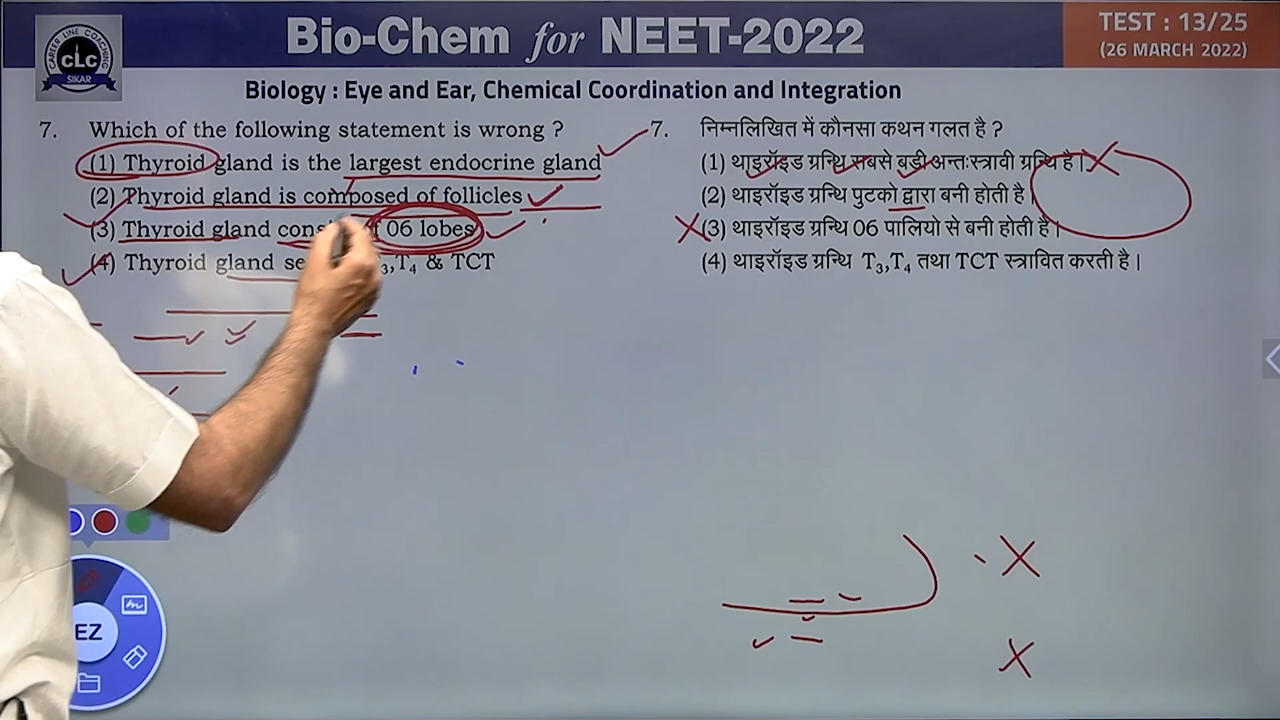 Bio-Chem for NEET-2022
TEST : 13/25
(26 MARCH 2022)
CAREER LINE COACHING
CLC
SIKAR
Biology : Eye and Ear, Chemical Coordination and Integration
7. Which of the following statement is wrong ?
(1) Thyroid gland is the largest endocrine gland
(2) Thyroid gland is composed of follicles
(3) Thyroid gland 06 lobes
(4) Thyroid gland T₄ & TCT
7. निम्नलिखित में कौनसा कथन गलत है ?
(1) थाइरॉइड ग्रन्थि सबसे बड़ी अन्तःस्त्रावी ग्रन्थि है।
(2) थाइरॉइड ग्रन्थि पुटको द्वारा बनी होती है।
(3) थाइरॉइड ग्रन्थि 06 पालियो से बनी होती है।
(4) थाइरॉइड ग्रन्थि T₃,T₄ तथा TCT स्त्रावित करती है।
EZ